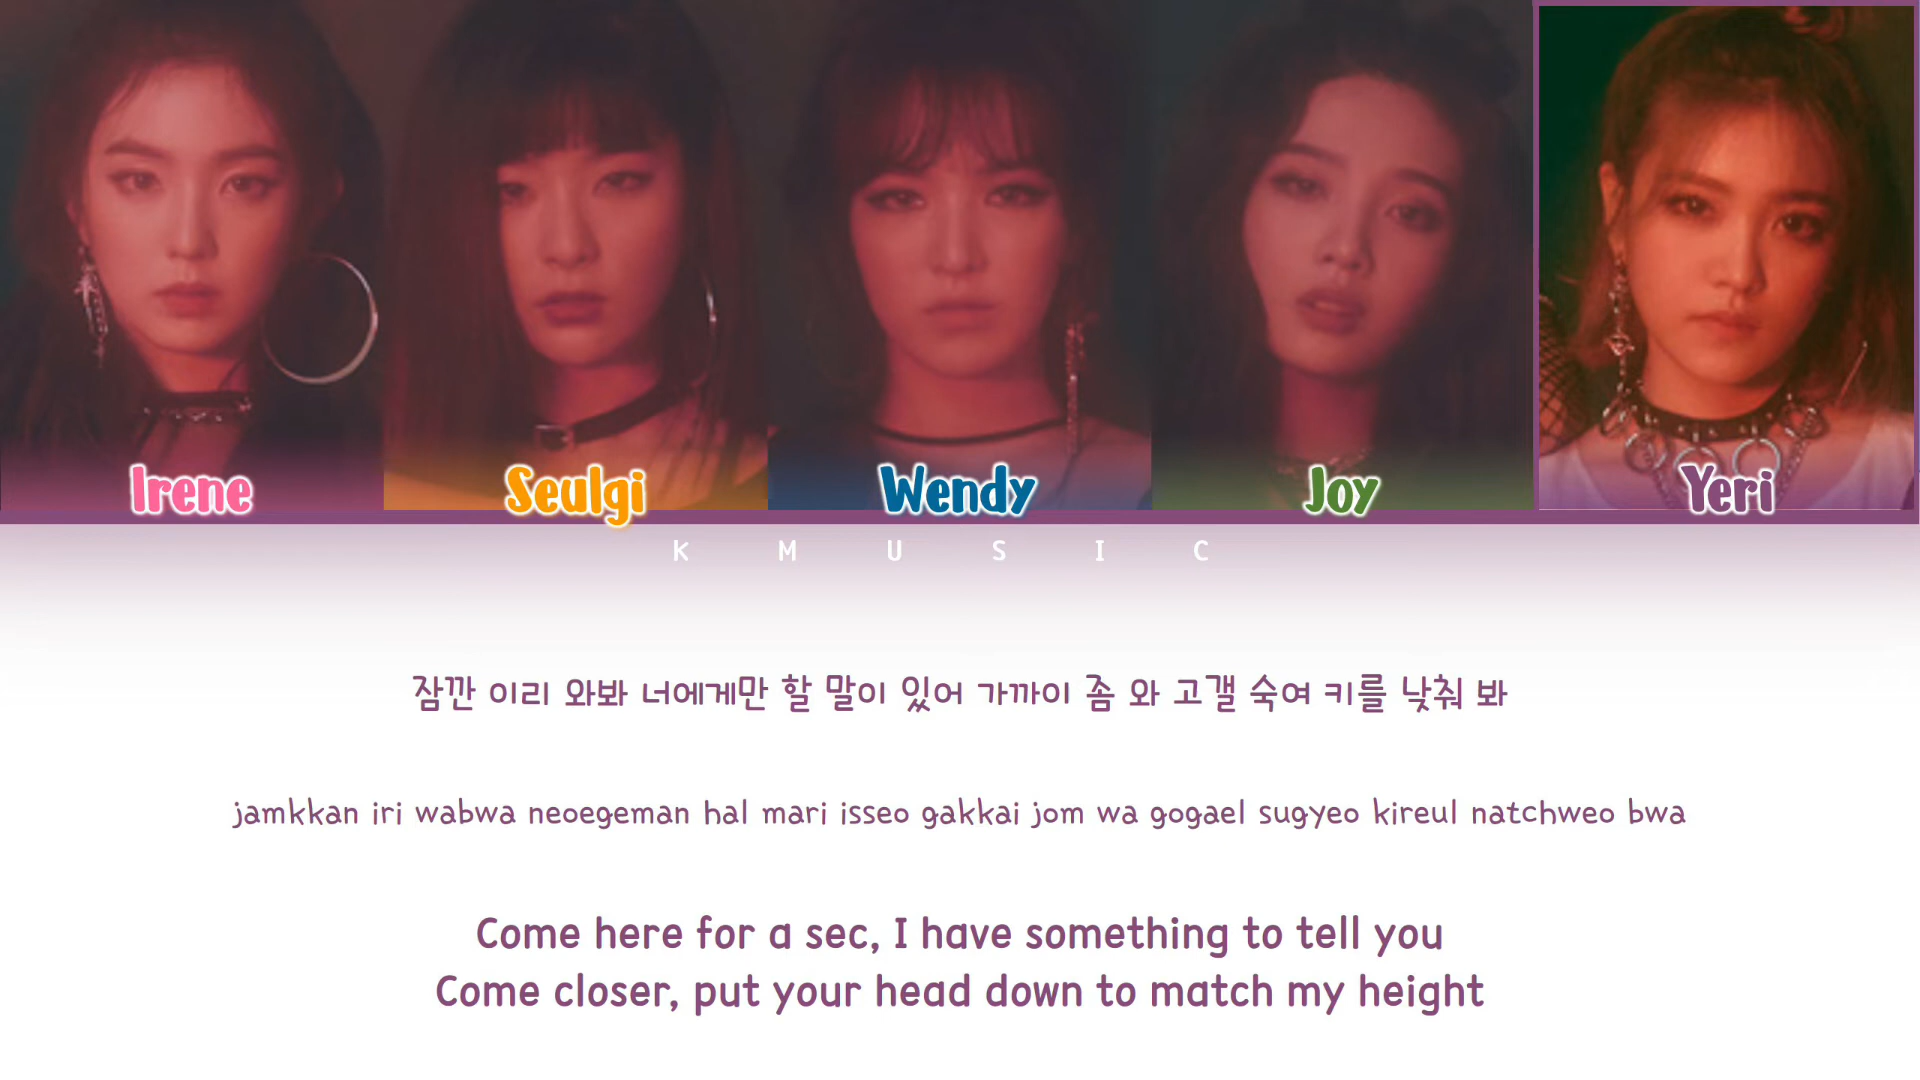 Irene
Seulgi
Wendy
Joy
Yeri
K M U S I C
잠깐 이리 와봐 너에게만 할 말이 있어 가까이 좀 와 고갤 숙여 키를 낮춰 봐
jamkkan iri wabwa neoegeman hal mari isseo gakkai jom wa gogael sugyeo kireul natchweo bwa
Come here for a sec, I have something to tell you
Come closer, put your head down to match my height